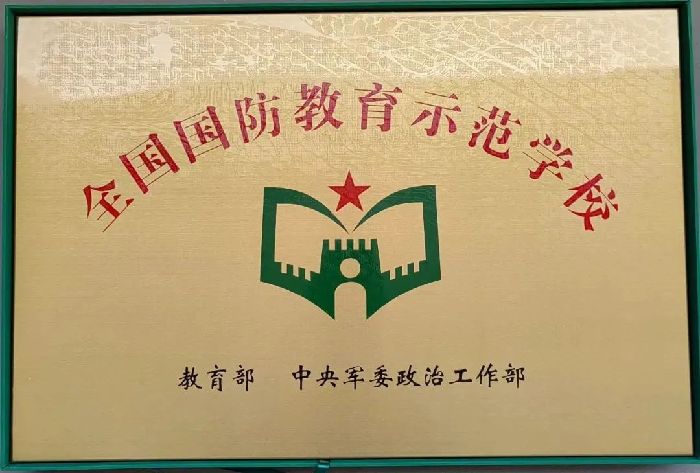 全国国防教育示范学校
教育部 中央军委政治工作部